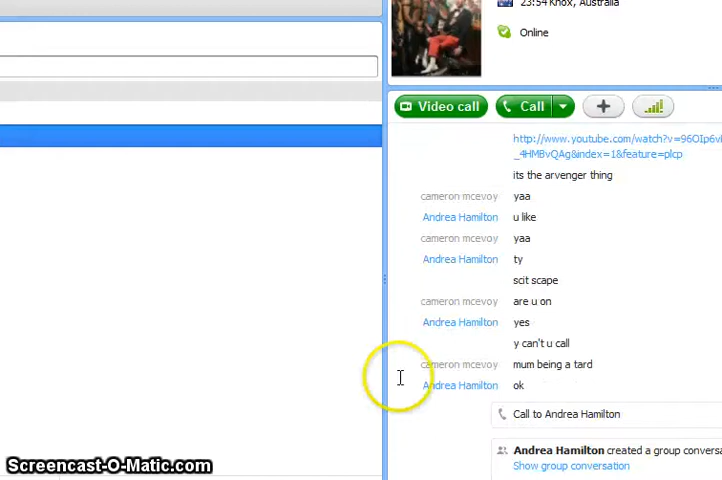 23:54 Knox, Australia
Online
Video call
Call
http://www.youtube.com/watch?v=96OIp6v
_4HMBvQAg&index=1&feature=plcp
its the arvenger thing
cameron mcevoy yaa
Andrea Hamilton u like
cameron mcevoy yaa
Andrea Hamilton ty
scit scape
cameron mcevoy are u on
Andrea Hamilton yes
y can't u call
cameron mcevoy mum being a tard
Andrea Hamilton ok
Call to Andrea Hamilton
Andrea Hamilton created a group conversa
Show group conversation
Screencast-O-Matic.com